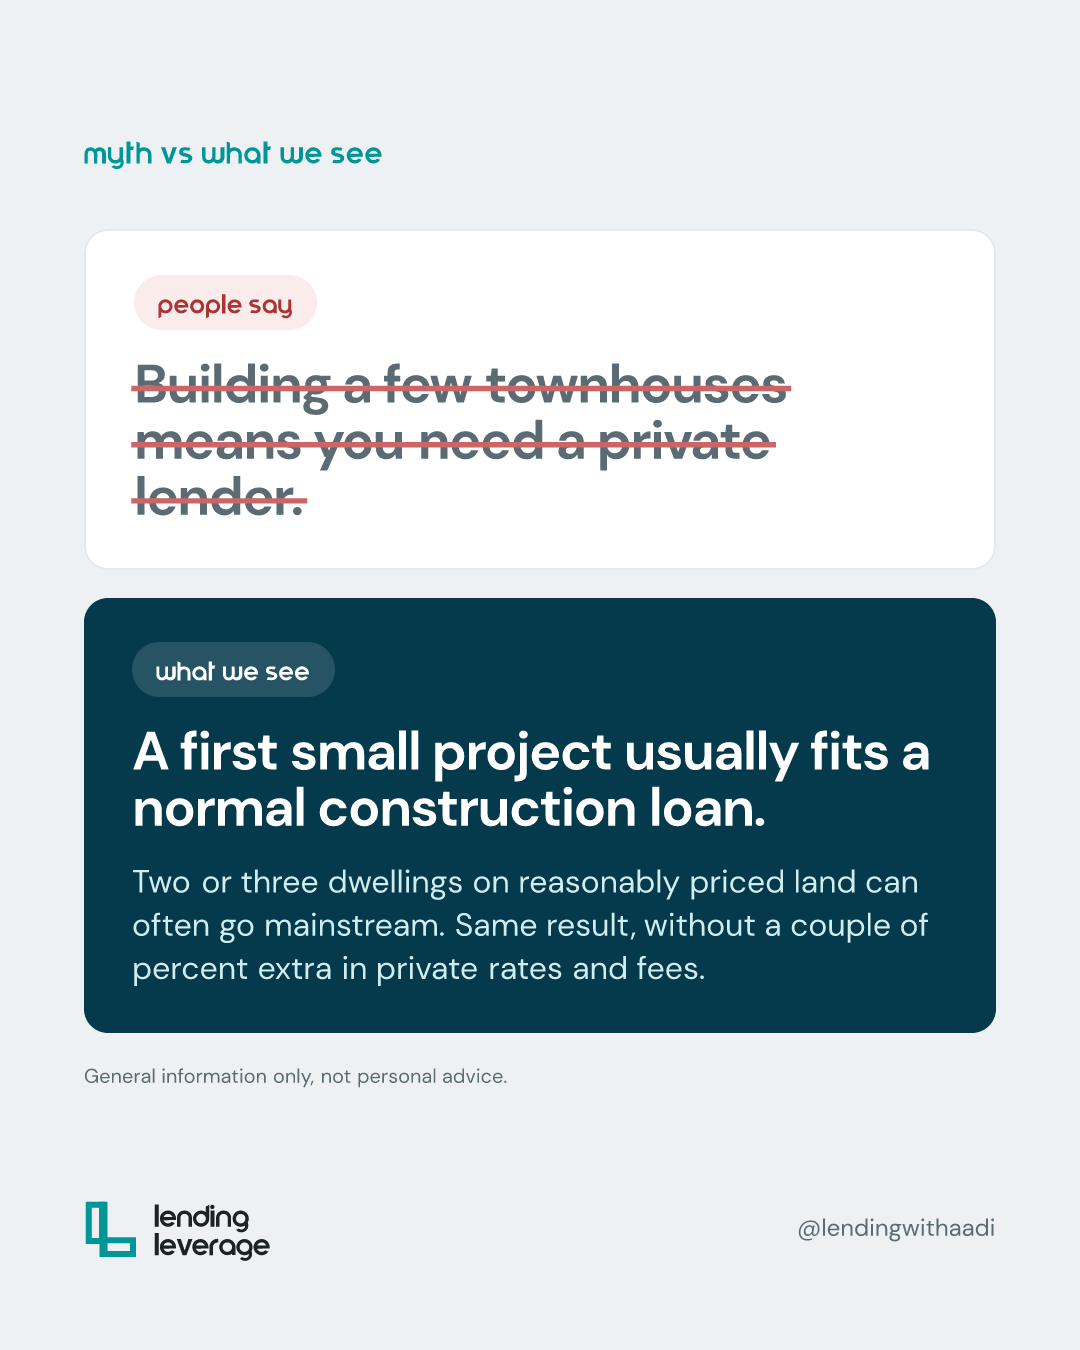 myth vs what we see
people say
Building a few townhouses
means you need a private
lender.
what we see
A first small project usually fits a
normal construction loan.
Two or three dwellings on reasonably priced land can
often go mainstream. Same result, without a couple of
percent extra in private rates and fees.
General information only, not personal advice.
lending
leverage
@lendingwithaadi